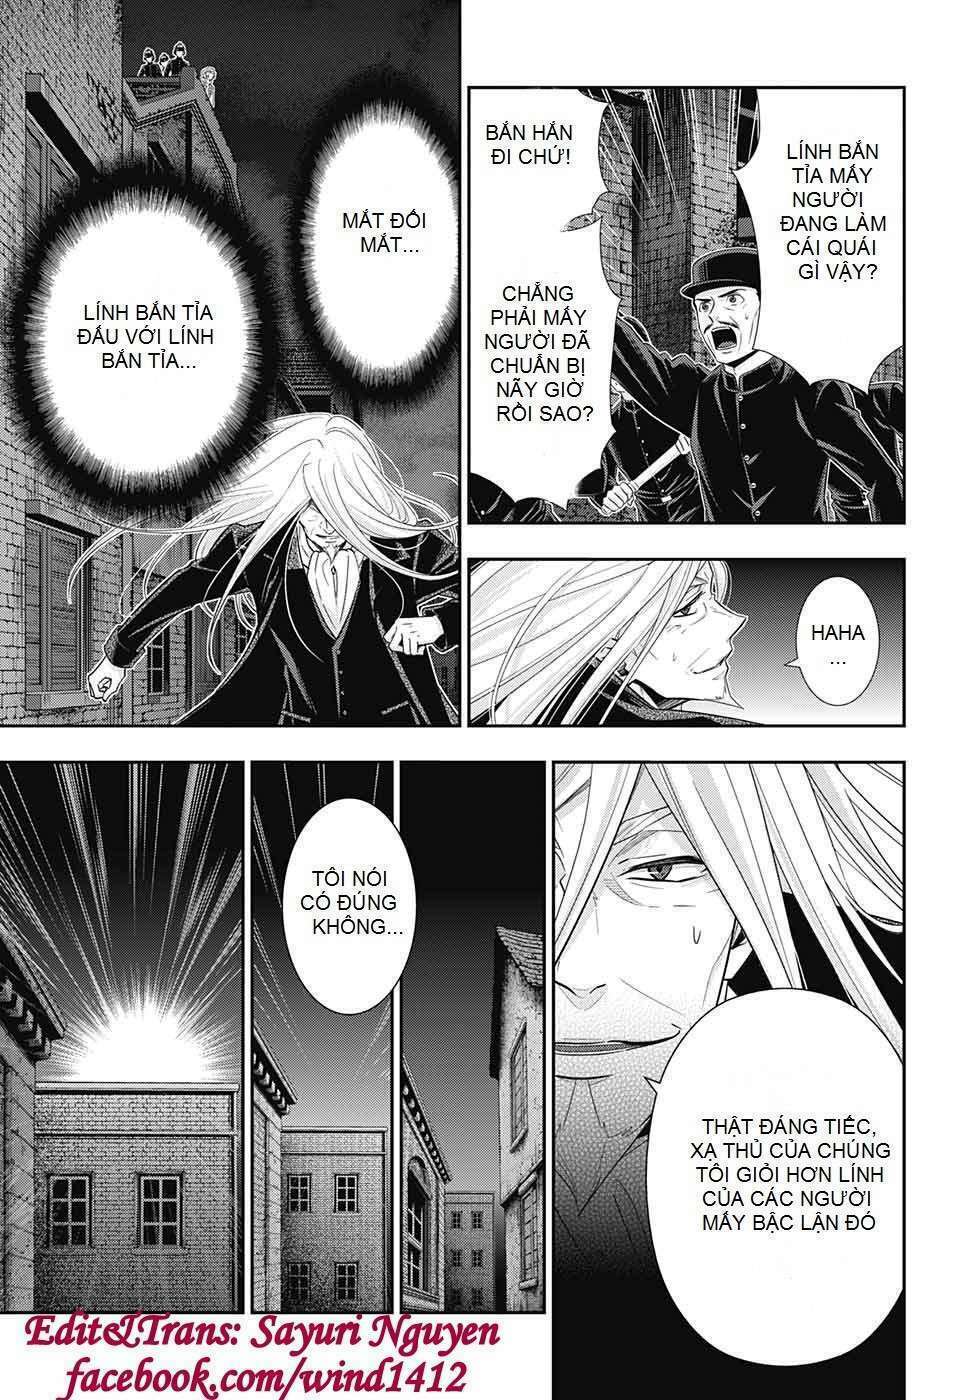 LÍNH BẮN
TỈA MẤY
NGƯỜI
ĐANG LÀM
CÁI QUÁI
GÌ VẬY?
BẮN HẮN
ĐI CHỨ!
CHẲNG
PHẢI MẤY
NGƯỜI ĐÃ
CHUẨN BỊ
NÃY GIỜ
RỒI SAO?
HAHA
...
MẮT ĐỐI
MẮT...
LÍNH BẮN TỈA
ĐẤU VỚI LÍNH
BẮN TỈA...
THẬT ĐÁNG TIẾC,
XẠ THỦ CỦA CHÚNG
TÔI GIỎI HƠN LÍNH
CỦA CÁC NGƯỜI
MẤY BẬC LẬN ĐÓ
TÔI NÓI
CÓ ĐÚNG
KHÔNG...
Edit&Trans: Sayuri Nguyen
facebook.com/wind1412